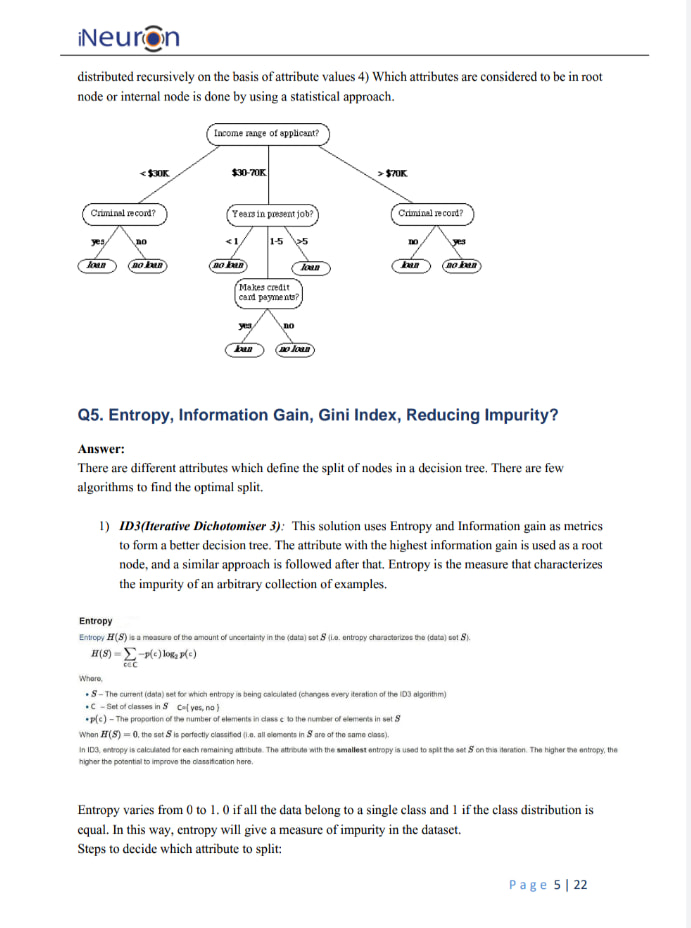 iNeuron
distributed recursively on the basis of attribute values 4) Which attributes are considered to be in root
node or internal node is done by using a statistical approach.
Income range of applicant?
< $30K
$30-70K
> $70K
Criminal record?
Years in present job?
Criminal record?
yes
no
<1
1-5
>5
no
yes
loan
no loan
no loan
loan
loan
no loan
Makes credit
card payments?
yes
no
loan
no loan
Q5. Entropy, Information Gain, Gini Index, Reducing Impurity?
Answer:
There are different attributes which define the split of nodes in a decision tree. There are few
algorithms to find the optimal split.
1) ID3(Iterative Dichotomiser 3): This solution uses Entropy and Information gain as metrics
to form a better decision tree. The attribute with the highest information gain is used as a root
node, and a similar approach is followed after that. Entropy is the measure that characterizes
the impurity of an arbitrary collection of examples.
Entropy
Entropy H(S) is a measure of the amount of uncertainty in the (data) set S (i.e. entropy characterizes the (data) set S).
H(S) = ∑ −p(c) log₂ p(c)
c∈C
Where,
• S – The current (data) set for which entropy is being calculated (changes every iteration of the ID3 algorithm)
• C – Set of classes in S C={ yes, no }
• p(c) – The proportion of the number of elements in class c to the number of elements in set S
When H(S) = 0, the set S is perfectly classified (i.e. all elements in S are of the same class).
In ID3, entropy is calculated for each remaining attribute. The attribute with the smallest entropy is used to split the set S on this iteration. The higher the entropy, the
higher the potential to improve the classification here.
Entropy varies from 0 to 1. 0 if all the data belong to a single class and 1 if the class distribution is
equal. In this way, entropy will give a measure of impurity in the dataset.
Steps to decide which attribute to split:
Page 5 | 22